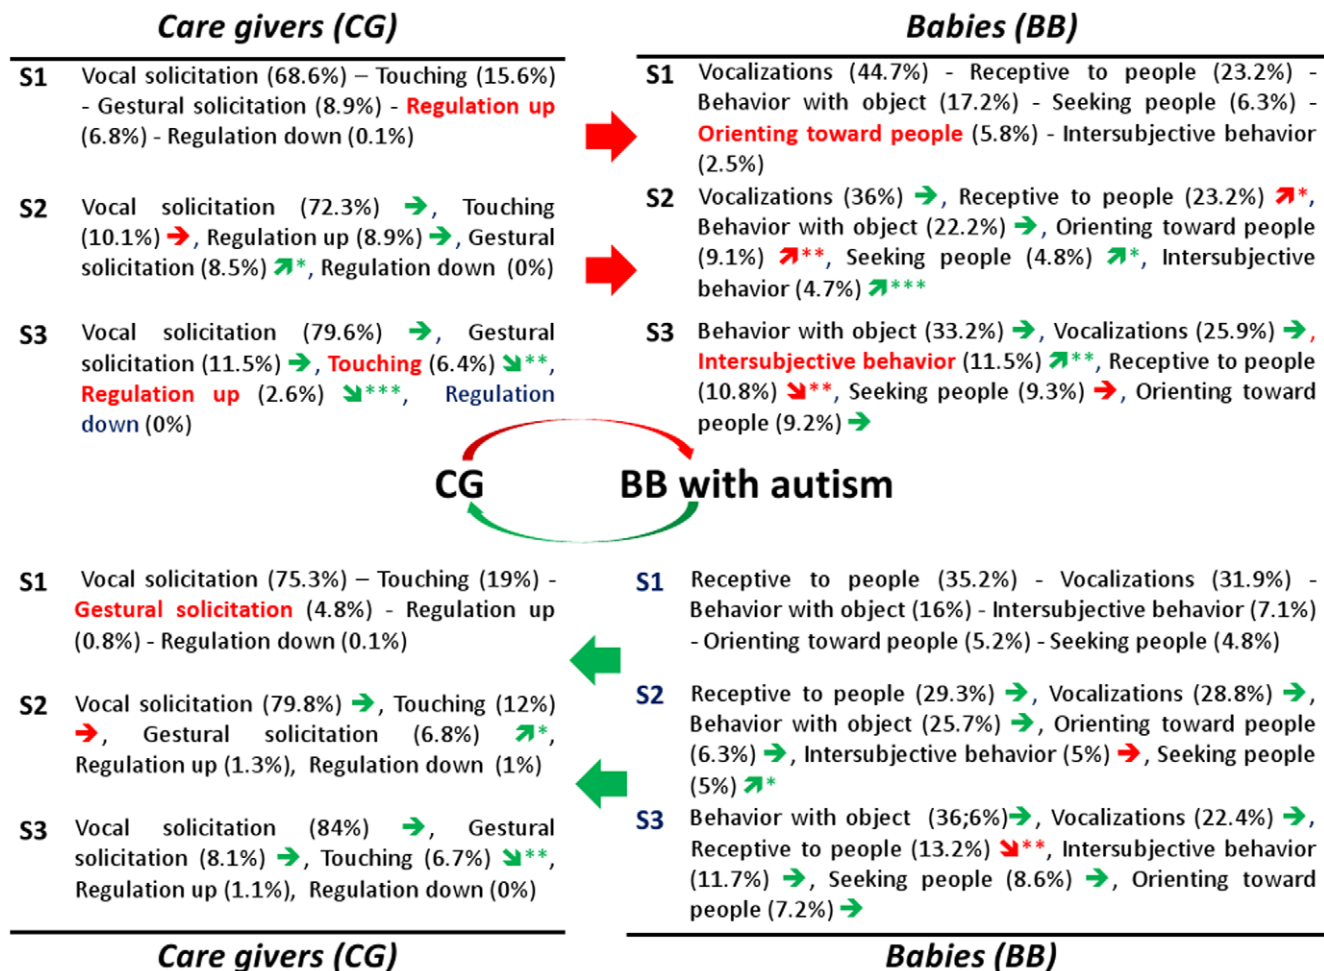 Care givers (CG)
S1 Vocal solicitation (68.6%) – Touching (15.6%)
- Gestural solicitation (8.9%) - Regulation up
(6.8%) - Regulation down (0.1%)
S2 Vocal solicitation (72.3%) ➔, Touching
(10.1%) ➔, Regulation up (8.9%) ➔, Gestural
solicitation (8.5%) ↗*, Regulation down (0%)
S3 Vocal solicitation (79.6%) ➔, Gestural
solicitation (11.5%) ➔, Touching (6.4%) ↘**,
Regulation up (2.6%) ↘***, Regulation
down (0%)
Babies (BB)
S1 Vocalizations (44.7%) - Receptive to people (23.2%) -
Behavior with object (17.2%) - Seeking people (6.3%) -
Orienting toward people (5.8%) - Intersubjective behavior
(2.5%)
S2 Vocalizations (36%) ➔, Receptive to people (23.2%) ↗*,
Behavior with object (22.2%) ➔, Orienting toward people
(9.1%) ↗**, Seeking people (4.8%) ↗*, Intersubjective
behavior (4.7%) ↗***
S3 Behavior with object (33.2%) ➔, Vocalizations (25.9%) ➔,
Intersubjective behavior (11.5%) ↗**, Receptive to people
(10.8%) ↘**, Seeking people (9.3%) ➔, Orienting toward
people (9.2%) ➔
CG BB with autism
S1 Vocal solicitation (75.3%) – Touching (19%) -
Gestural solicitation (4.8%) - Regulation up
(0.8%) - Regulation down (0.1%)
S2 Vocal solicitation (79.8%) ➔, Touching (12%)
➔, Gestural solicitation (6.8%) ↗*,
Regulation up (1.3%), Regulation down (1%)
S3 Vocal solicitation (84%) ➔, Gestural
solicitation (8.1%) ➔, Touching (6.7%) ↘**,
Regulation up (1.1%), Regulation down (0%)
Care givers (CG)
S1 Receptive to people (35.2%) - Vocalizations (31.9%) -
Behavior with object (16%) - Intersubjective behavior (7.1%)
- Orienting toward people (5.2%) - Seeking people (4.8%)
S2 Receptive to people (29.3%) ➔, Vocalizations (28.8%) ➔,
Behavior with object (25.7%) ➔, Orienting toward people
(6.3%) ➔, Intersubjective behavior (5%) ➔, Seeking people
(5%) ↗*
S3 Behavior with object (36;6%)➔, Vocalizations (22.4%) ➔,
Receptive to people (13.2%) ↘**, Intersubjective behavior
(11.7%) ➔, Seeking people (8.6%) ➔, Orienting toward
people (7.2%) ➔
Babies (BB)